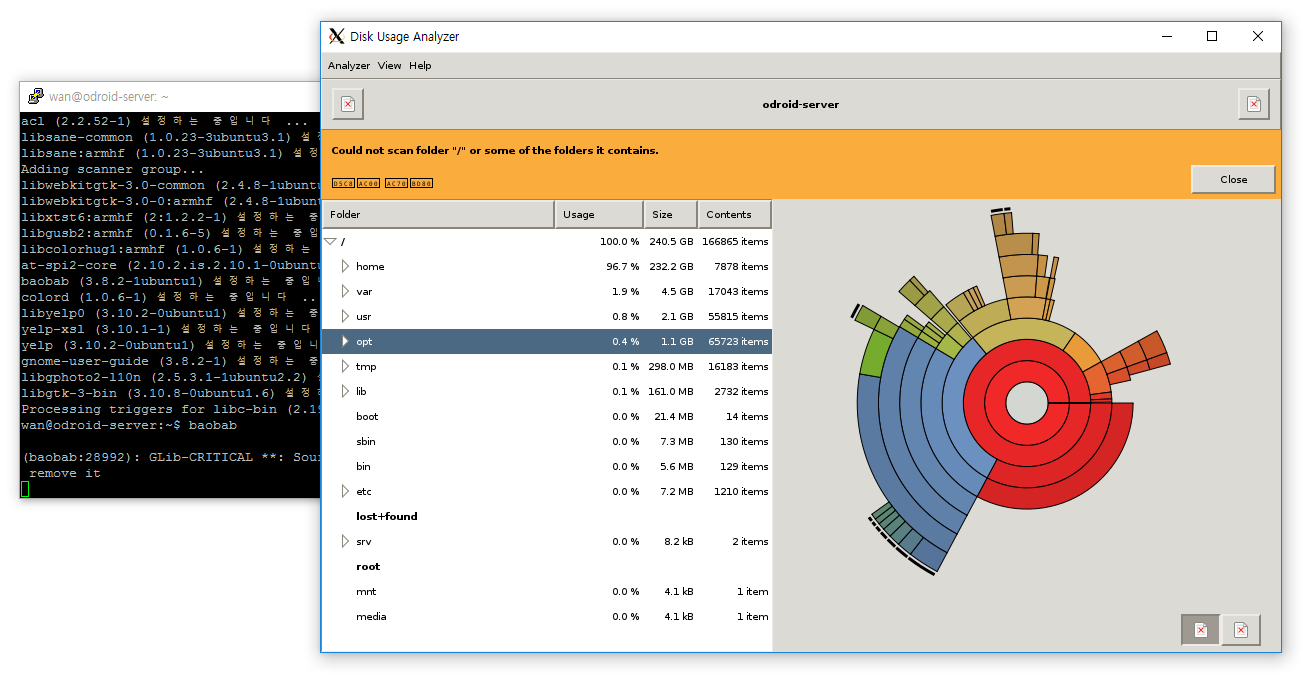 wan@odroid-server: ~
acl (2.2.52-1) 설정하는 중입니다 ...
libsane-common (1.0.23-3ubuntu3.1)
libsane:armhf (1.0.23-3ubuntu3.1)
Adding scanner group...
libwebkitgtk-3.0-common (2.4.8-1ubuntu
libwebkitgtk-3.0-0:armhf (2.4.8-1ubuntu
libxtst6:armhf (2:1.2.2-1) 설정하는 중
libgusb2:armhf (0.1.6-5) 설정하는 중입
libcolorhug1:armhf (1.0.6-1) 설정하는
at-spi2-core (2.10.2.is.2.10.1-0ubuntu
baobab (3.8.2-1ubuntu1) 설정하는 중입니
colord (1.0.6-1) 설정하는 중입니다 ..
libyelp0 (3.10.2-0ubuntu1) 설정하는 중
yelp-xsl (3.10.1-1) 설정하는 중입니다
yelp (3.10.2-0ubuntu1) 설정하는 중입니
gnome-user-guide (3.8.2-1) 설정하는 중
libgphoto2-l10n (2.5.3.1-1ubuntu2.2)
libgtk-3-bin (3.10.8-0ubuntu1.6) 설정하
Processing triggers for libc-bin (2.19
wan@odroid-server:~$ baobab
(baobab:28992): GLib-CRITICAL **: Sour
remove it
Disk Usage Analyzer
Analyzer View Help
odroid-server
Could not scan folder "/" or some of the folders it contains.
D5C8 AC00 AC70 BD80
Close
Folder Usage Size Contents
/ 100.0 % 240.5 GB 166865 items
home 96.7 % 232.2 GB 7878 items
var 1.9 % 4.5 GB 17043 items
usr 0.8 % 2.1 GB 55815 items
opt 0.4 % 1.1 GB 65723 items
tmp 0.1 % 298.0 MB 16183 items
lib 0.1 % 161.0 MB 2732 items
boot 0.0 % 21.4 MB 14 items
sbin 0.0 % 7.3 MB 130 items
bin 0.0 % 5.6 MB 129 items
etc 0.0 % 7.2 MB 1210 items
lost+found
srv 0.0 % 8.2 kB 2 items
root
mnt 0.0 % 4.1 kB 1 item
media 0.0 % 4.1 kB 1 item